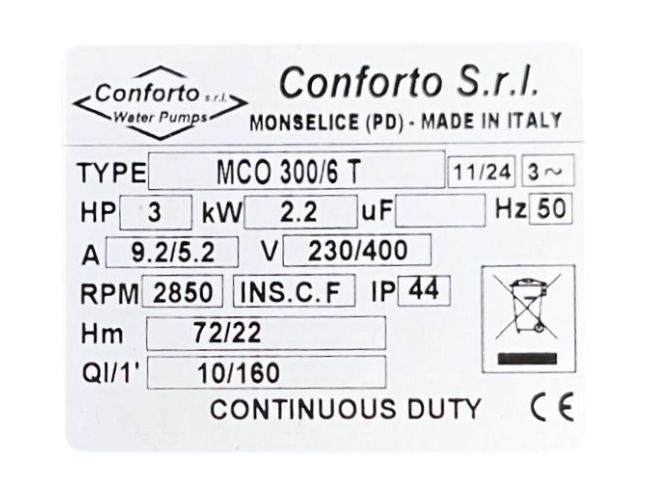 Conforto s.r.l.
Water Pumps
Conforto S.r.l.
MONSELICE (PD) - MADE IN ITALY
TYPE MCO 300/6 T 11/24 3~
HP 3 kW 2.2 uF Hz 50
A 9.2/5.2 V 230/400
RPM 2850 INS.C.F IP 44
Hm 72/22
Ql/1' 10/160
CONTINUOUS DUTY CE